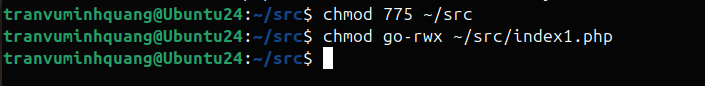 tranvuminhquang@Ubuntu24:~/src$ chmod 775 ~/src
tranvuminhquang@Ubuntu24:~/src$ chmod go-rwx ~/src/index1.php
tranvuminhquang@Ubuntu24:~/src$